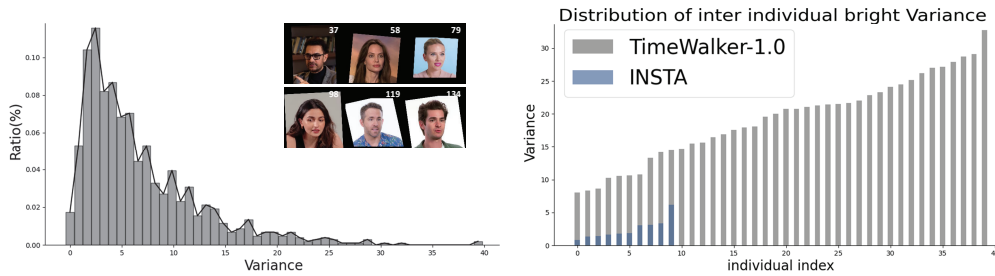 Distribution of inter individual bright Variance
37 58 79
98 119 134
TimeWalker-1.0
INSTA
Ratio(%)
0.10
0.08
0.06
0.04
0.02
0.00
0 5 10 15 20 25 30 35 40
Variance
Variance
30
25
20
15
10
5
0
0 5 10 15 20 25 30 35
individual index